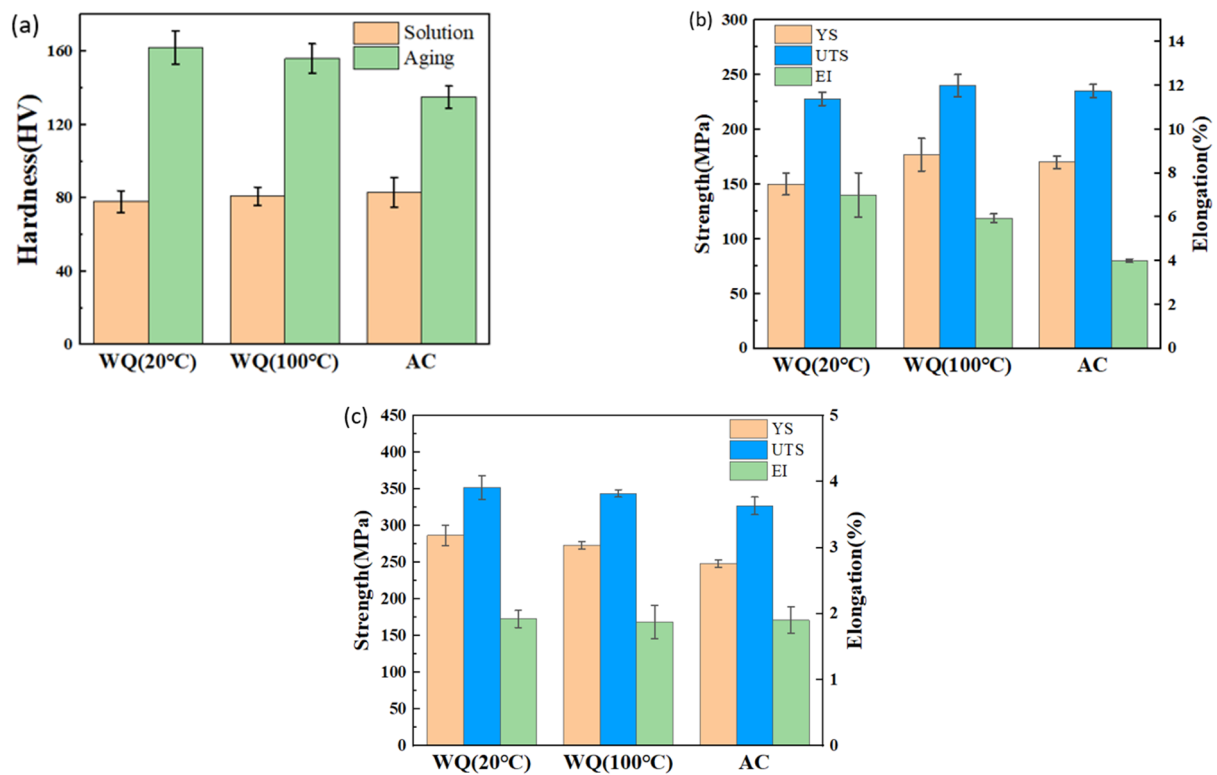 (a)
Solution
Aging
Hardness(HV)
160
120
80
40
0
WQ(20°C) WQ(100°C) AC
(b)
YS
UTS
EI
Strength(MPa)
300
250
200
150
100
50
0
Elongation(%)
14
12
10
8
6
4
2
0
WQ(20°C) WQ(100°C) AC
(c)
YS
UTS
EI
Strength(MPa)
450
400
350
300
250
200
150
100
50
0
Elongation(%)
5
4
3
2
1
0
WQ(20°C) WQ(100°C) AC